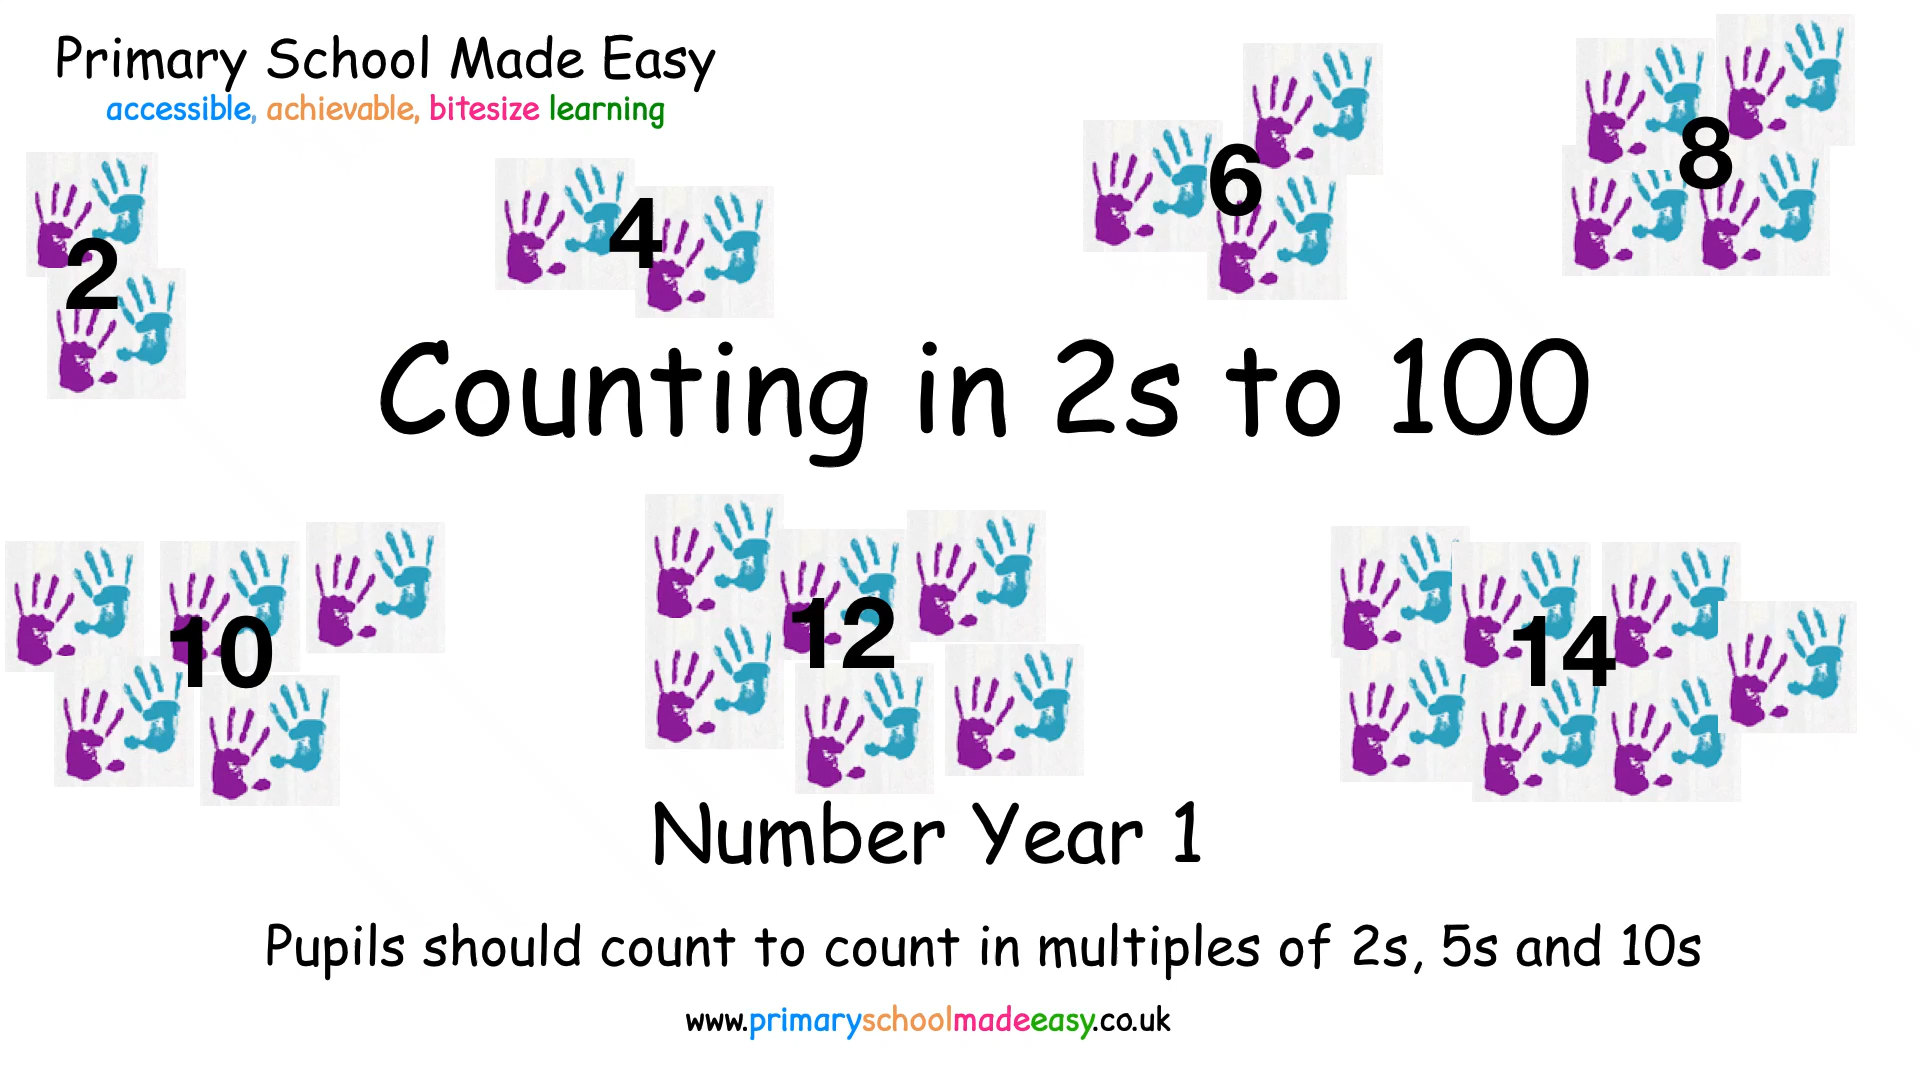 Primary School Made Easy
accessible, achievable, bitesize learning
2
4
6
8
Counting in 2s to 100
10
12
14
Number Year 1
Pupils should count to count in multiples of 2s, 5s and 10s
www.primaryschoolmadeeasy.co.uk